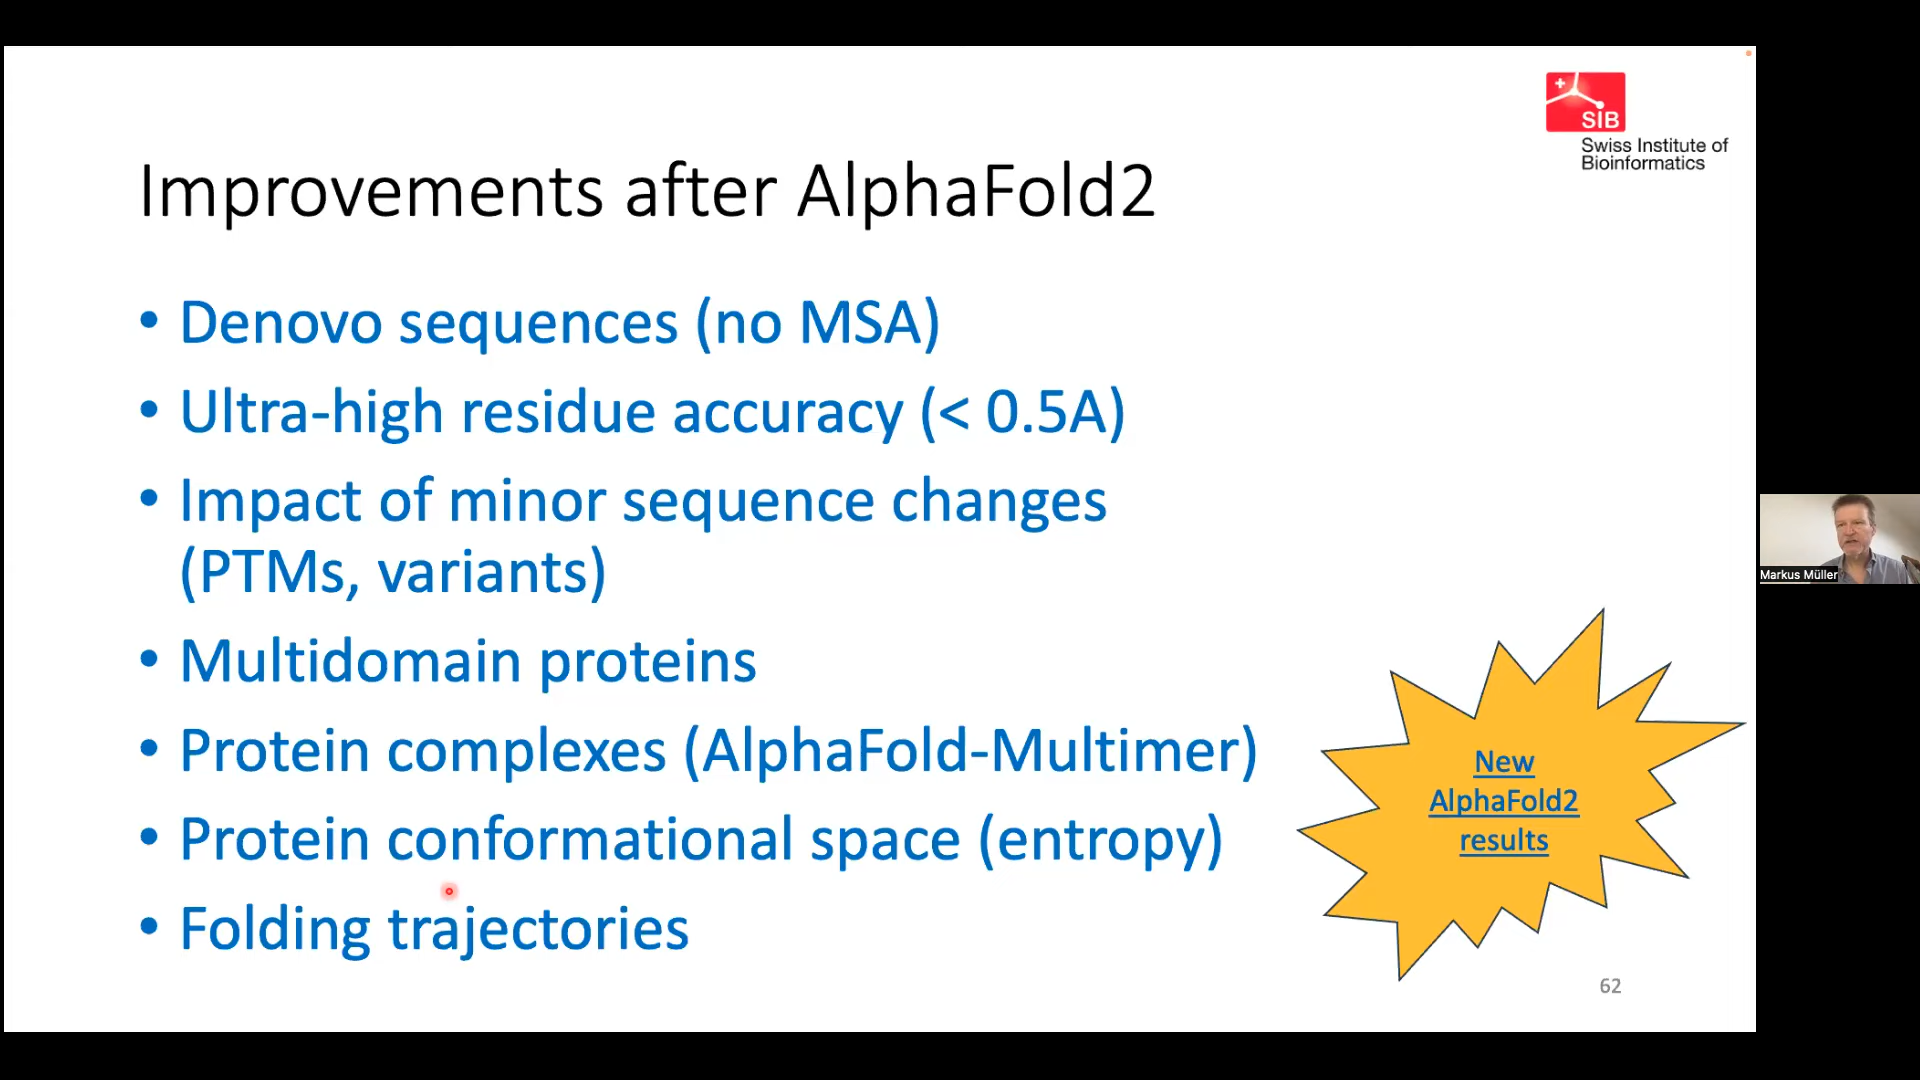 SIB
Swiss Institute of
Bioinformatics
Improvements after AlphaFold2
• Denovo sequences (no MSA)
• Ultra-high residue accuracy (< 0.5A)
• Impact of minor sequence changes
(PTMs, variants)
• Multidomain proteins
• Protein complexes (AlphaFold-Multimer)
• Protein conformational space (entropy)
• Folding trajectories
New
AlphaFold2
results
62
Markus Müller